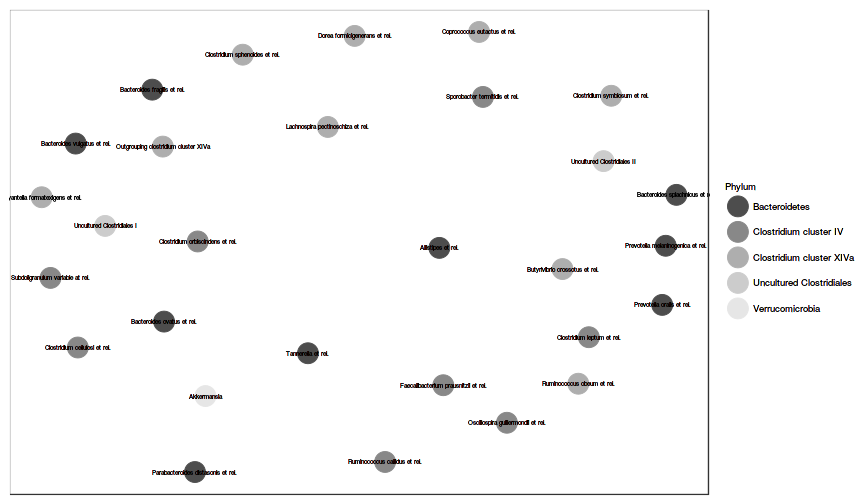 Coprococcus eutactus et rel.
Dorea formicigenerans et rel.
Clostridium sphenoides et rel.
Bacteroides fragilis et rel.
Sporobacter termitidis et rel.
Clostridium symbiosum et rel.
Lachnospira pectinoschiza et rel.
Bacteroides vulgatus et rel.
Outgrouping clostridium cluster XIVa
Uncultured Clostridiales II
Phylum
Bacteroides splachnicus et r
yantella formatexigens et rel.
Bacteroidetes
Uncultured Clostridiales I
Clostridium cluster IV
Clostridium orbiscindens et rel.
Alistipes et rel.
Prevotella melaninogenica et rel.
Clostridium cluster XIVa
Butyrivibrio crossotus et rel.
Subdoligranulum variable at rel.
Uncultured Clostridiales
Prevotella oralis et rel.
Verrucomicrobia
Bacteroides ovatus et rel.
Clostridium leptum et rel.
Clostridium cellulosi et rel.
Tannerella et rel.
Faecalibacterium prausnitzii et rel.
Ruminococcus obeum et rel.
Akkermansia
Oscillospira guillermondii et rel.
Ruminococcus callidus et rel.
Parabacteroides distasonis et rel.